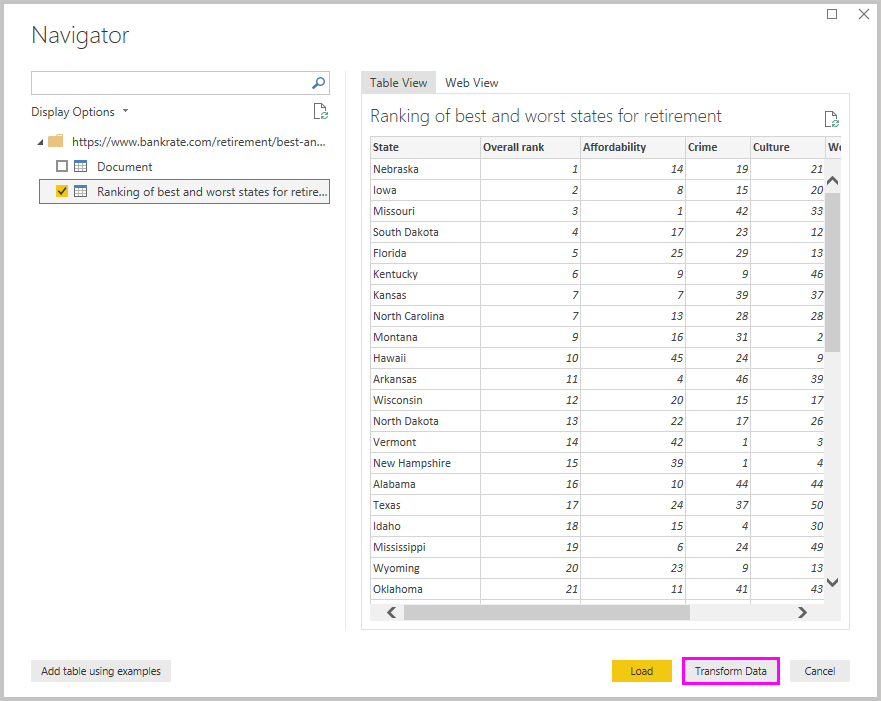 Navigator
Display Options
https://www.bankrate.com/retirement/best-an...
Document
Ranking of best and worst states for retire...
Table View Web View
Ranking of best and worst states for retirement
State Overall rank Affordability Crime Culture
Nebraska 1 14 19 21
Iowa 2 8 15 20
Missouri 3 1 42 33
South Dakota 4 17 23 12
Florida 5 25 29 13
Kentucky 6 9 9 46
Kansas 7 7 39 37
North Carolina 7 13 28 28
Montana 9 16 31 2
Hawaii 10 45 24 9
Arkansas 11 4 46 39
Wisconsin 12 20 15 17
North Dakota 13 22 17 26
Vermont 14 42 1 3
New Hampshire 15 39 1 4
Alabama 16 10 44 44
Texas 17 24 37 50
Idaho 18 15 4 30
Mississippi 19 6 24 49
Wyoming 20 23 9 13
Oklahoma 21 11 41 43
Add table using examples Load Transform Data Cancel